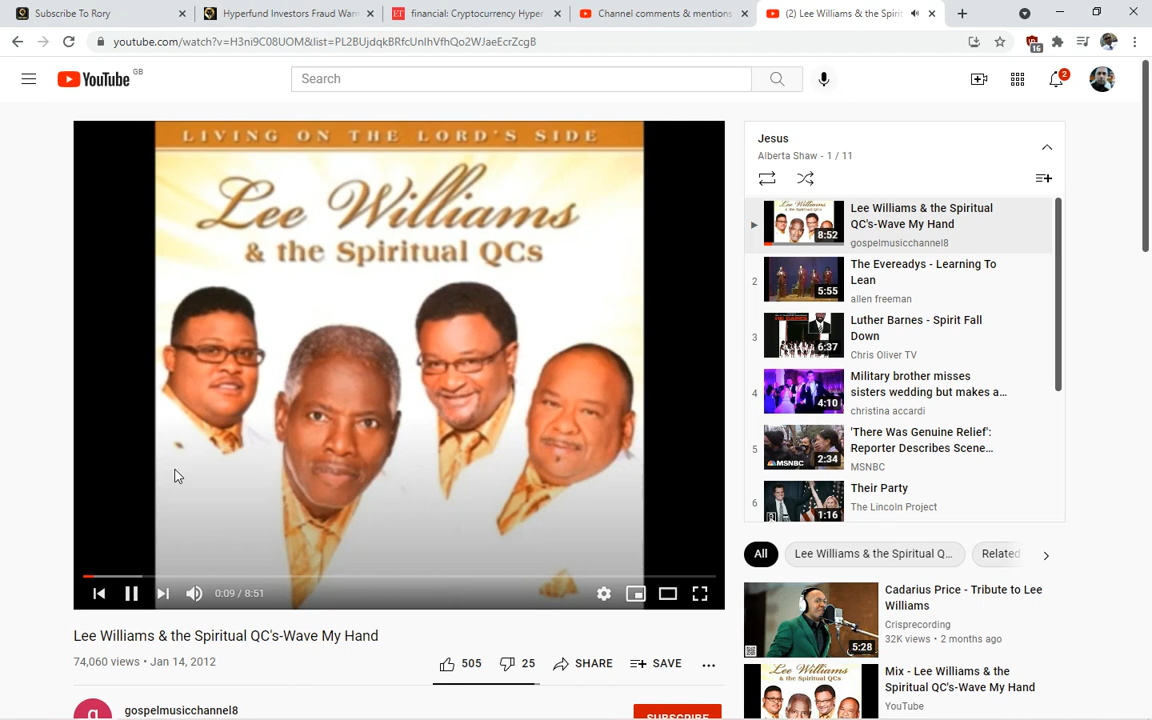 Subscribe To Rory
Hyperfund Investors Fraud Warn
financial: Cryptocurrency Hyper
Channel comments & mentions
(2) Lee Williams & the Spirit
youtube.com/watch?v=H3ni9C08UOM&list=PL2BUjdqkBRfcUnIhVfhQo2WJaeEcrZcgB
16
YouTube GB
Search
2
LIVING ON THE LORD'S SIDE
Lee Williams
& the Spiritual QCs
0:09 / 8:51
Lee Williams & the Spiritual QC's-Wave My Hand
74,060 views • Jan 14, 2012
505
25
SHARE
SAVE
gospelmusicchannel8
SUBSCRIBE
Jesus
Alberta Shaw - 1 / 11
8:52
Lee Williams & the Spiritual
QC's-Wave My Hand
gospelmusicchannel8
2
5:55
The Evereadys - Learning To
Lean
allen freeman
3
6:37
Luther Barnes - Spirit Fall
Down
Chris Oliver TV
4
4:10
Military brother misses
sisters wedding but makes a...
christina accardi
5
MSNBC
2:34
'There Was Genuine Relief':
Reporter Describes Scene...
MSNBC
6
1:16
Their Party
The Lincoln Project
All
Lee Williams & the Spiritual Q...
Related
5:28
Cadarius Price - Tribute to Lee
Williams
Crisprecording
32K views • 2 months ago
Lee Williams
Mix - Lee Williams & the
Spiritual QC's-Wave My Hand
YouTube